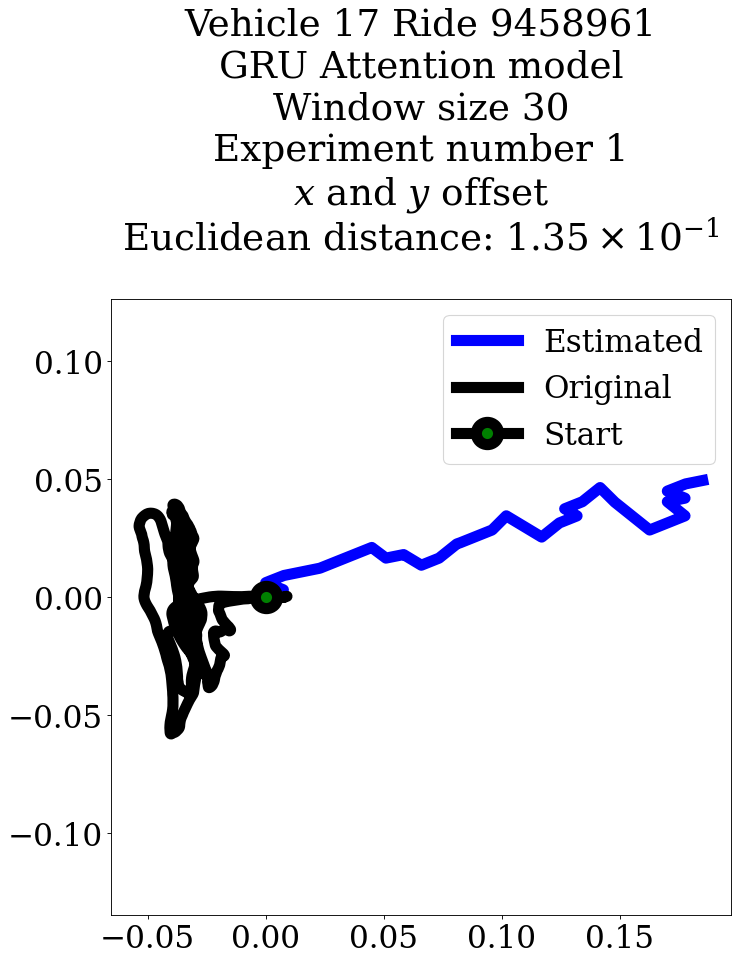 Vehicle 17 Ride 9458961
GRU Attention model
Window size 30
Experiment number 1
x and y offset
Euclidean distance: 1.35 × 10⁻¹
Estimated
Original
Start
0.10
0.05
0.00
−0.05
−0.10
−0.05 0.00 0.05 0.10 0.15